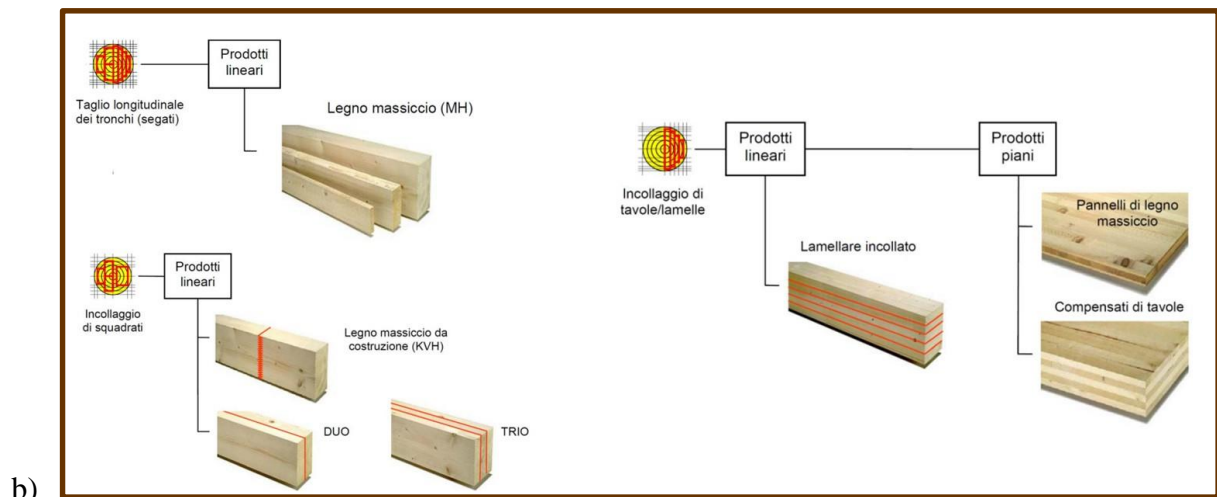 Prodotti
lineari
Taglio longitudinale
dei tronchi (segati)
Legno massiccio (MH)
Prodotti
lineari
Incollaggio
di squadrati
Legno massiccio da
costruzione (KVH)
DUO
TRIO
Prodotti
lineari
Prodotti
piani
Incollaggio di
tavole/lamelle
Pannelli di legno
massiccio
Lamellare incollato
Compensati di tavole
b)